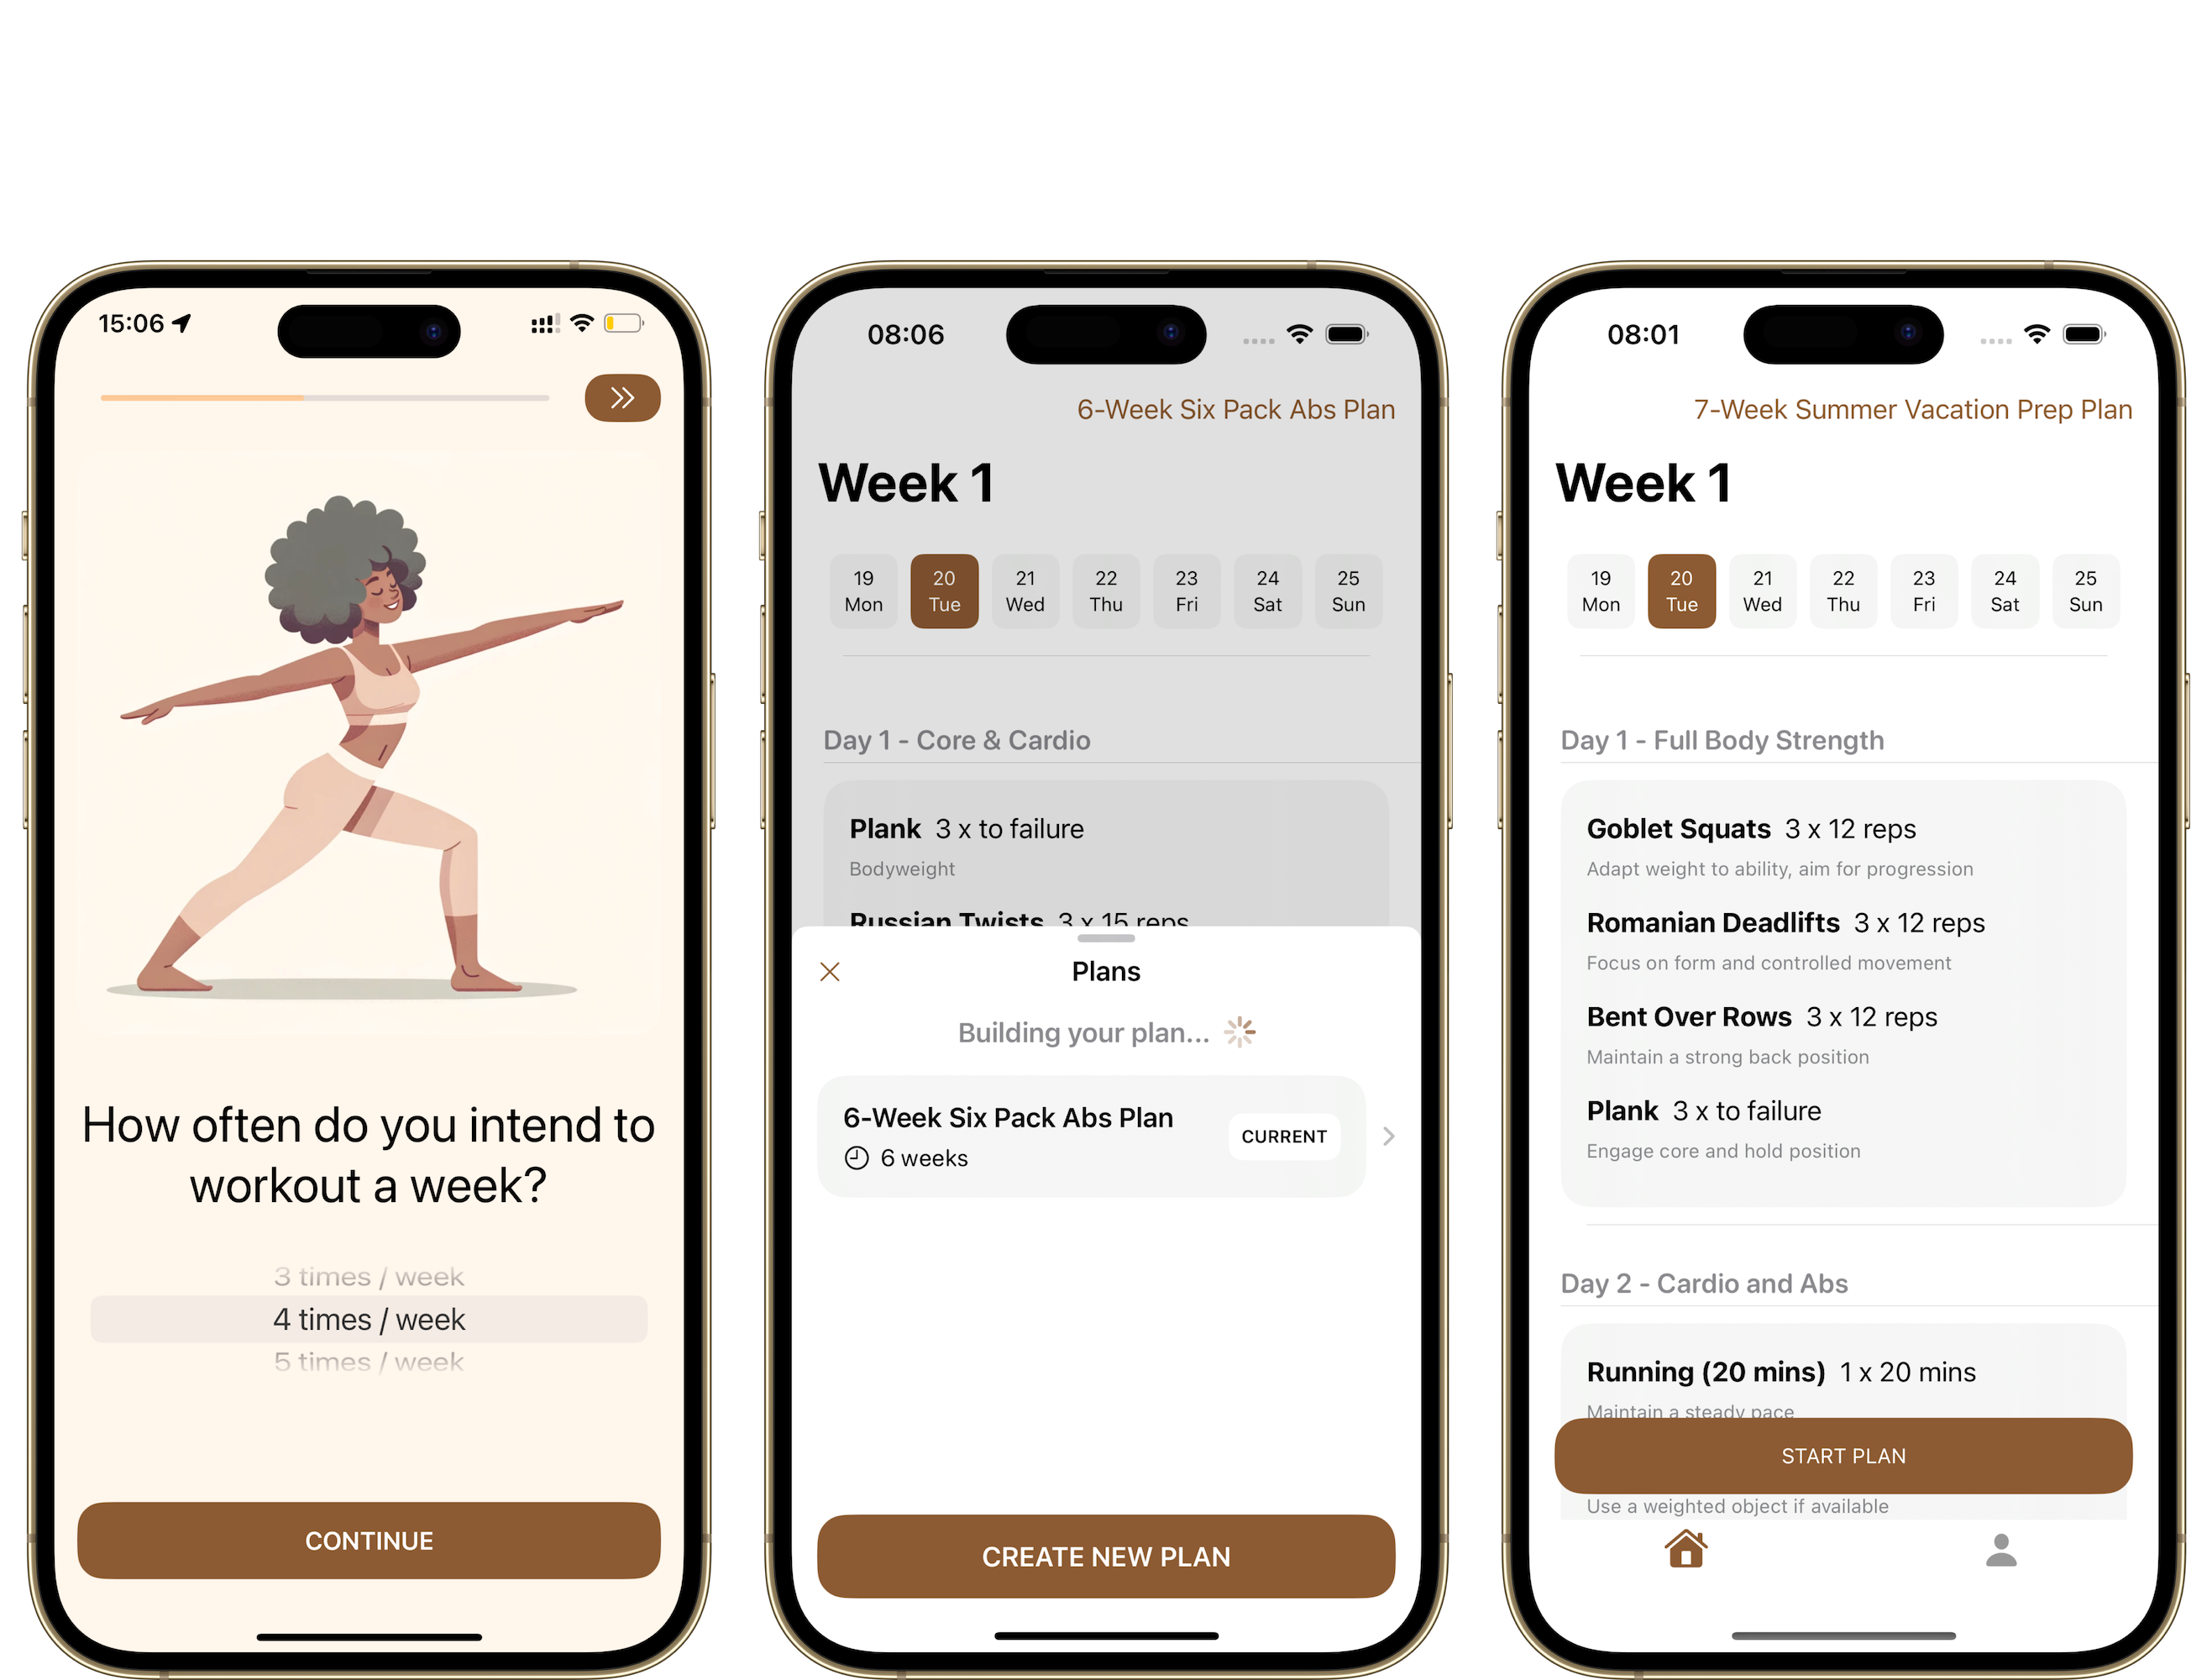 15:06
How often do you intend to
workout a week?
3 times / week
4 times / week
5 times / week
CONTINUE
08:06
6-Week Six Pack Abs Plan
Week 1
19 20 21 22 23 24 25
Mon Tue Wed Thu Fri Sat Sun
Day 1 - Core & Cardio
Plank 3 x to failure
Bodyweight
Russian Twists 3 x 15 reps
Plans
Building your plan...
6-Week Six Pack Abs Plan
CURRENT
6 weeks
CREATE NEW PLAN
08:01
7-Week Summer Vacation Prep Plan
Week 1
19 20 21 22 23 24 25
Mon Tue Wed Thu Fri Sat Sun
Day 1 - Full Body Strength
Goblet Squats 3 x 12 reps
Adapt weight to ability, aim for progression
Romanian Deadlifts 3 x 12 reps
Focus on form and controlled movement
Bent Over Rows 3 x 12 reps
Maintain a strong back position
Plank 3 x to failure
Engage core and hold position
Day 2 - Cardio and Abs
Running (20 mins) 1 x 20 mins
Maintain a steady pace
START PLAN
Use a weighted object if available